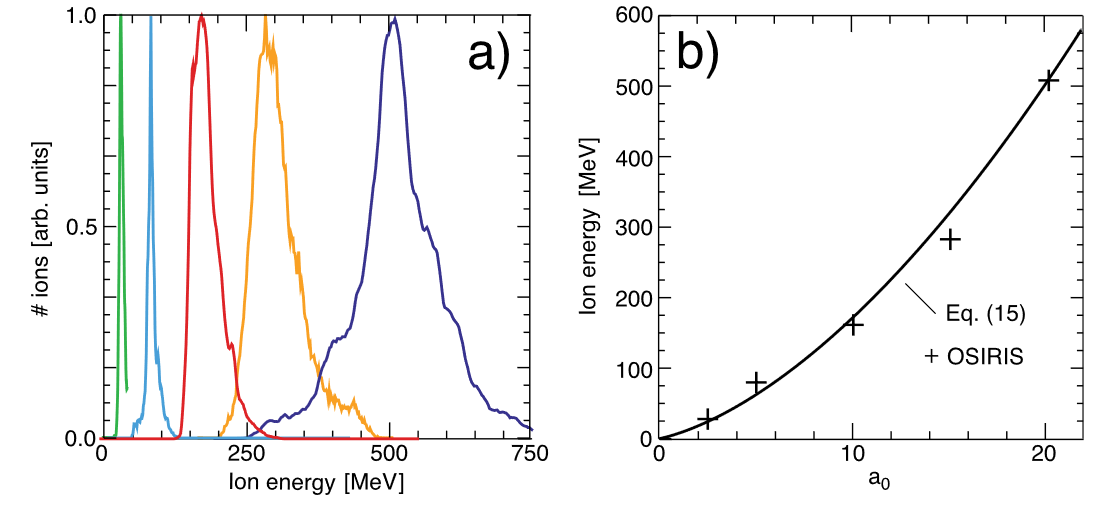 a)
1.0
0.5
0.0
# ions [arb. units]
0
250
500
750
Ion energy [MeV]
b)
600
500
400
300
200
100
0
Ion energy [MeV]
Eq. (15)
+ OSIRIS
0
10
20
a₀